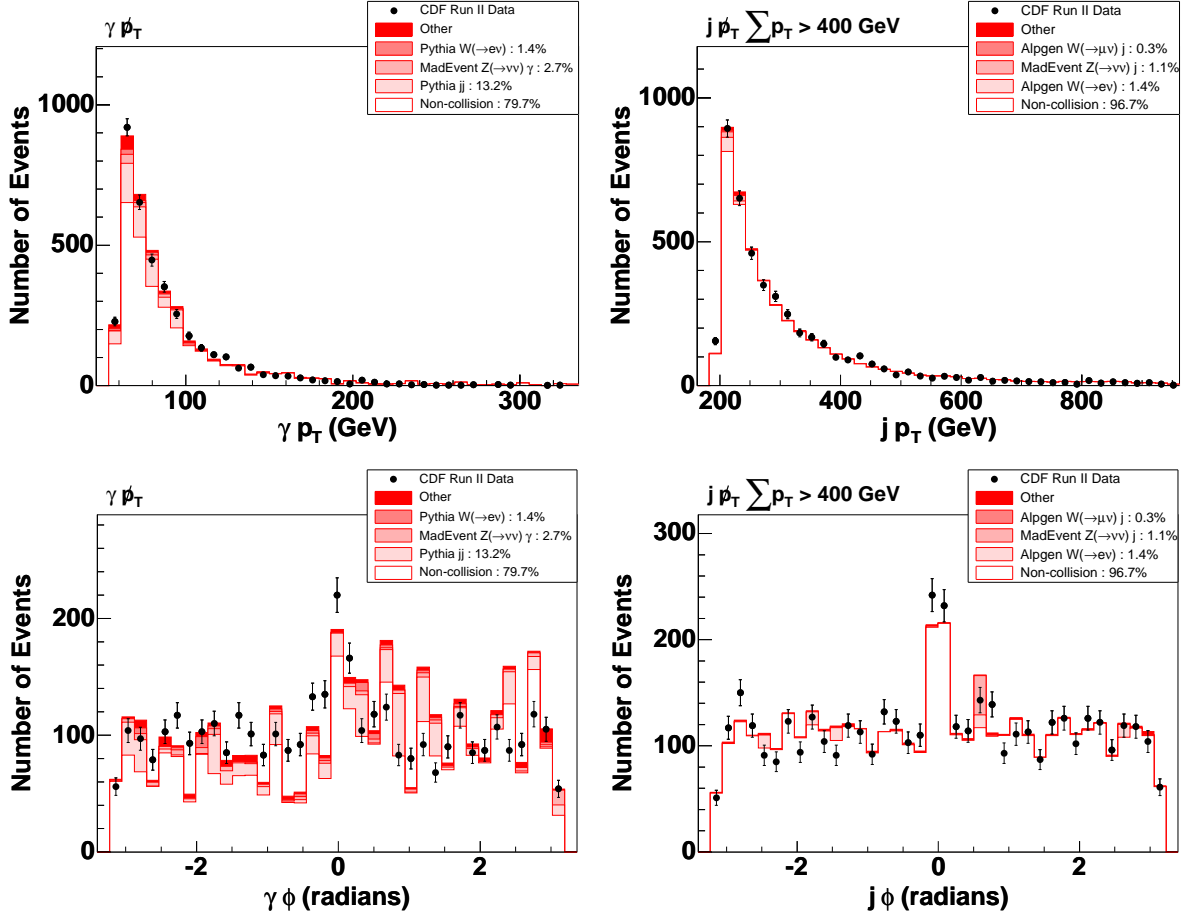 γ p̸T
CDF Run II Data
Other
Pythia W(→eν) : 1.4%
MadEvent Z(→νν) γ : 2.7%
Pythia jj : 13.2%
Non-collision : 79.7%
Number of Events
1000
500
0
100
200
300
γ pT (GeV)
j p̸T ∑pT > 400 GeV
CDF Run II Data
Other
Alpgen W(→μν) j : 0.3%
MadEvent Z(→νν) j : 1.1%
Alpgen W(→eν) : 1.4%
Non-collision : 96.7%
Number of Events
1000
500
0
200
400
600
800
j pT (GeV)
γ p̸T
CDF Run II Data
Other
Pythia W(→eν) : 1.4%
MadEvent Z(→νν) γ : 2.7%
Pythia jj : 13.2%
Non-collision : 79.7%
Number of Events
200
100
0
-2
0
2
γ ϕ (radians)
j p̸T ∑pT > 400 GeV
CDF Run II Data
Other
Alpgen W(→μν) j : 0.3%
MadEvent Z(→νν) j : 1.1%
Alpgen W(→eν) : 1.4%
Non-collision : 96.7%
Number of Events
300
200
100
0
-2
0
2
j ϕ (radians)